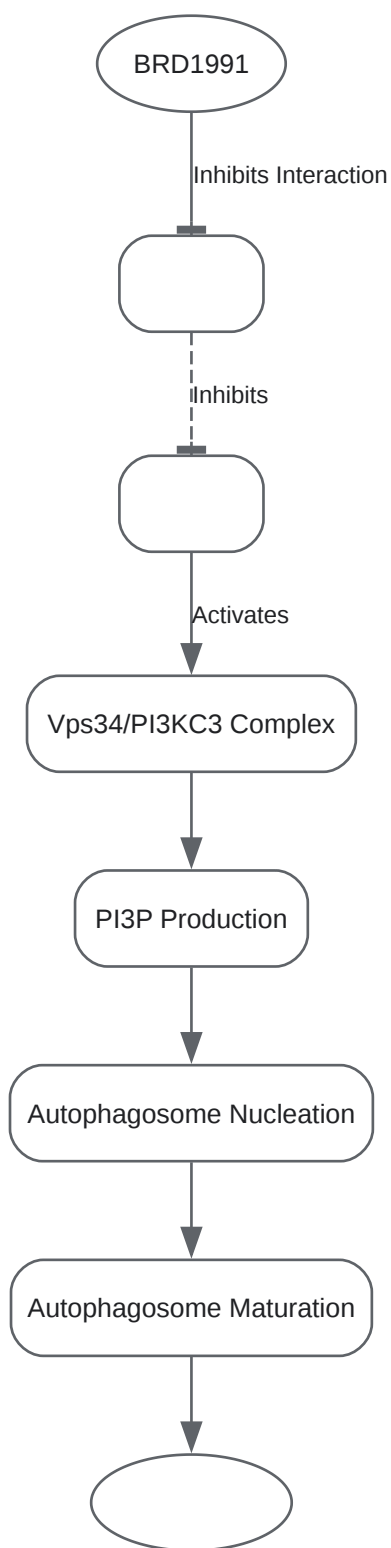 BRD1991
Inhibits Interaction
Inhibits
Activates
Vps34/PI3KC3 Complex
PI3P Production
Autophagosome Nucleation
Autophagosome Maturation